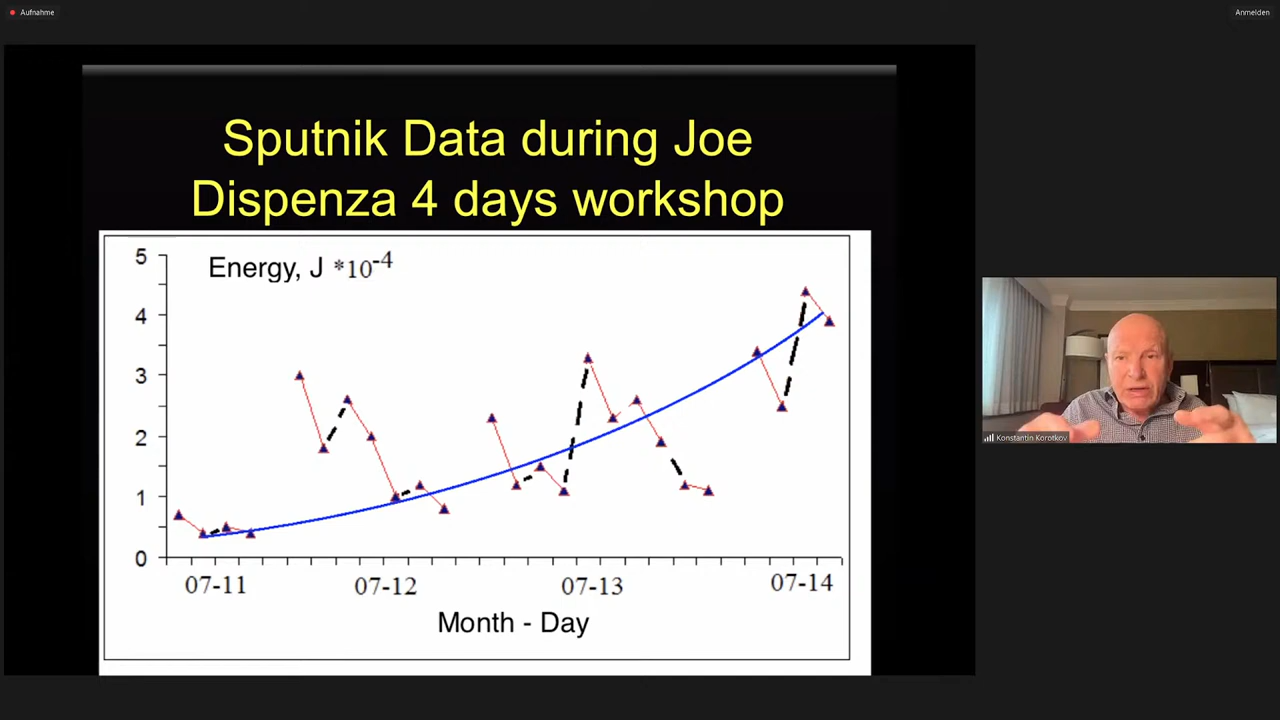 Aufnahme
Anmelden
Sputnik Data during Joe
Dispenza 4 days workshop
Energy, J *10-4
5
4
3
2
1
0
07-11 07-12 07-13 07-14
Month - Day
Konstantin Korotkov